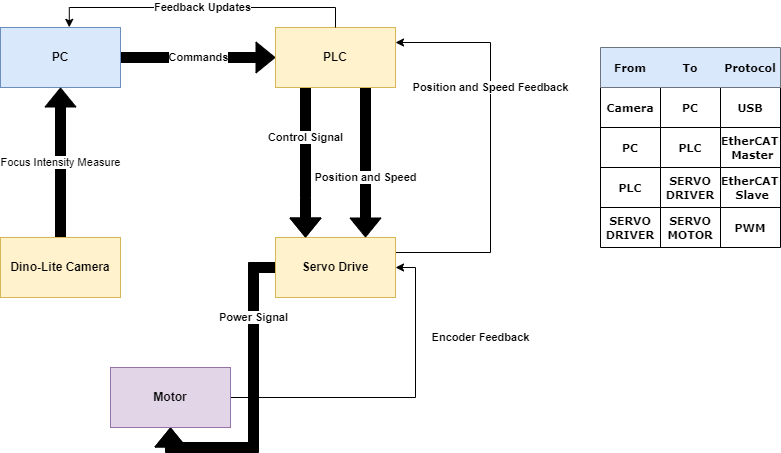 Feedback Updates
PC
Commands
PLC
Position and Speed Feedback
Control Signal
Focus Intensity Measure
Position and Speed
Dino-Lite Camera
Servo Drive
Power Signal
Encoder Feedback
Motor
From To Protocol
Camera PC USB
PC PLC EtherCAT
Master
PLC SERVO
DRIVER EtherCAT
Slave
SERVO
DRIVER SERVO
MOTOR PWM